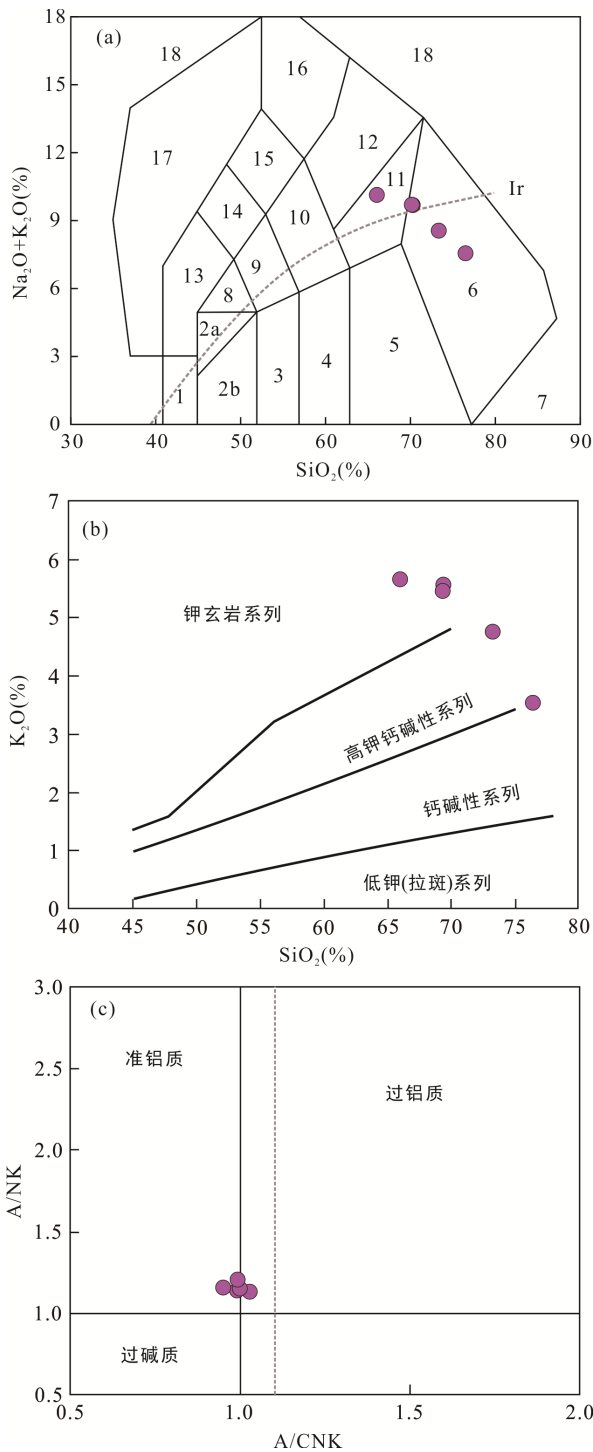 18
15
12
9
6
3
0
Na₂O+K₂O(%)
(a)
18
16
18
17
15
12
11
14
10
Ir
13
9
8
6
2a
1
2b
3
4
5
7
30 40 50 60 70 80 90
SiO₂(%)
7
6
5
4
3
2
1
0
K₂O(%)
(b)
钾玄岩系列
高钾钙碱性系列
钙碱性系列
低钾(拉斑)系列
40 45 50 55 60 65 70 75 80
SiO₂(%)
3.0
2.5
2.0
1.5
1.0
0.5
A/NK
(c)
准铝质
过铝质
过碱质
0.5 1.0 1.5 2.0
A/CNK